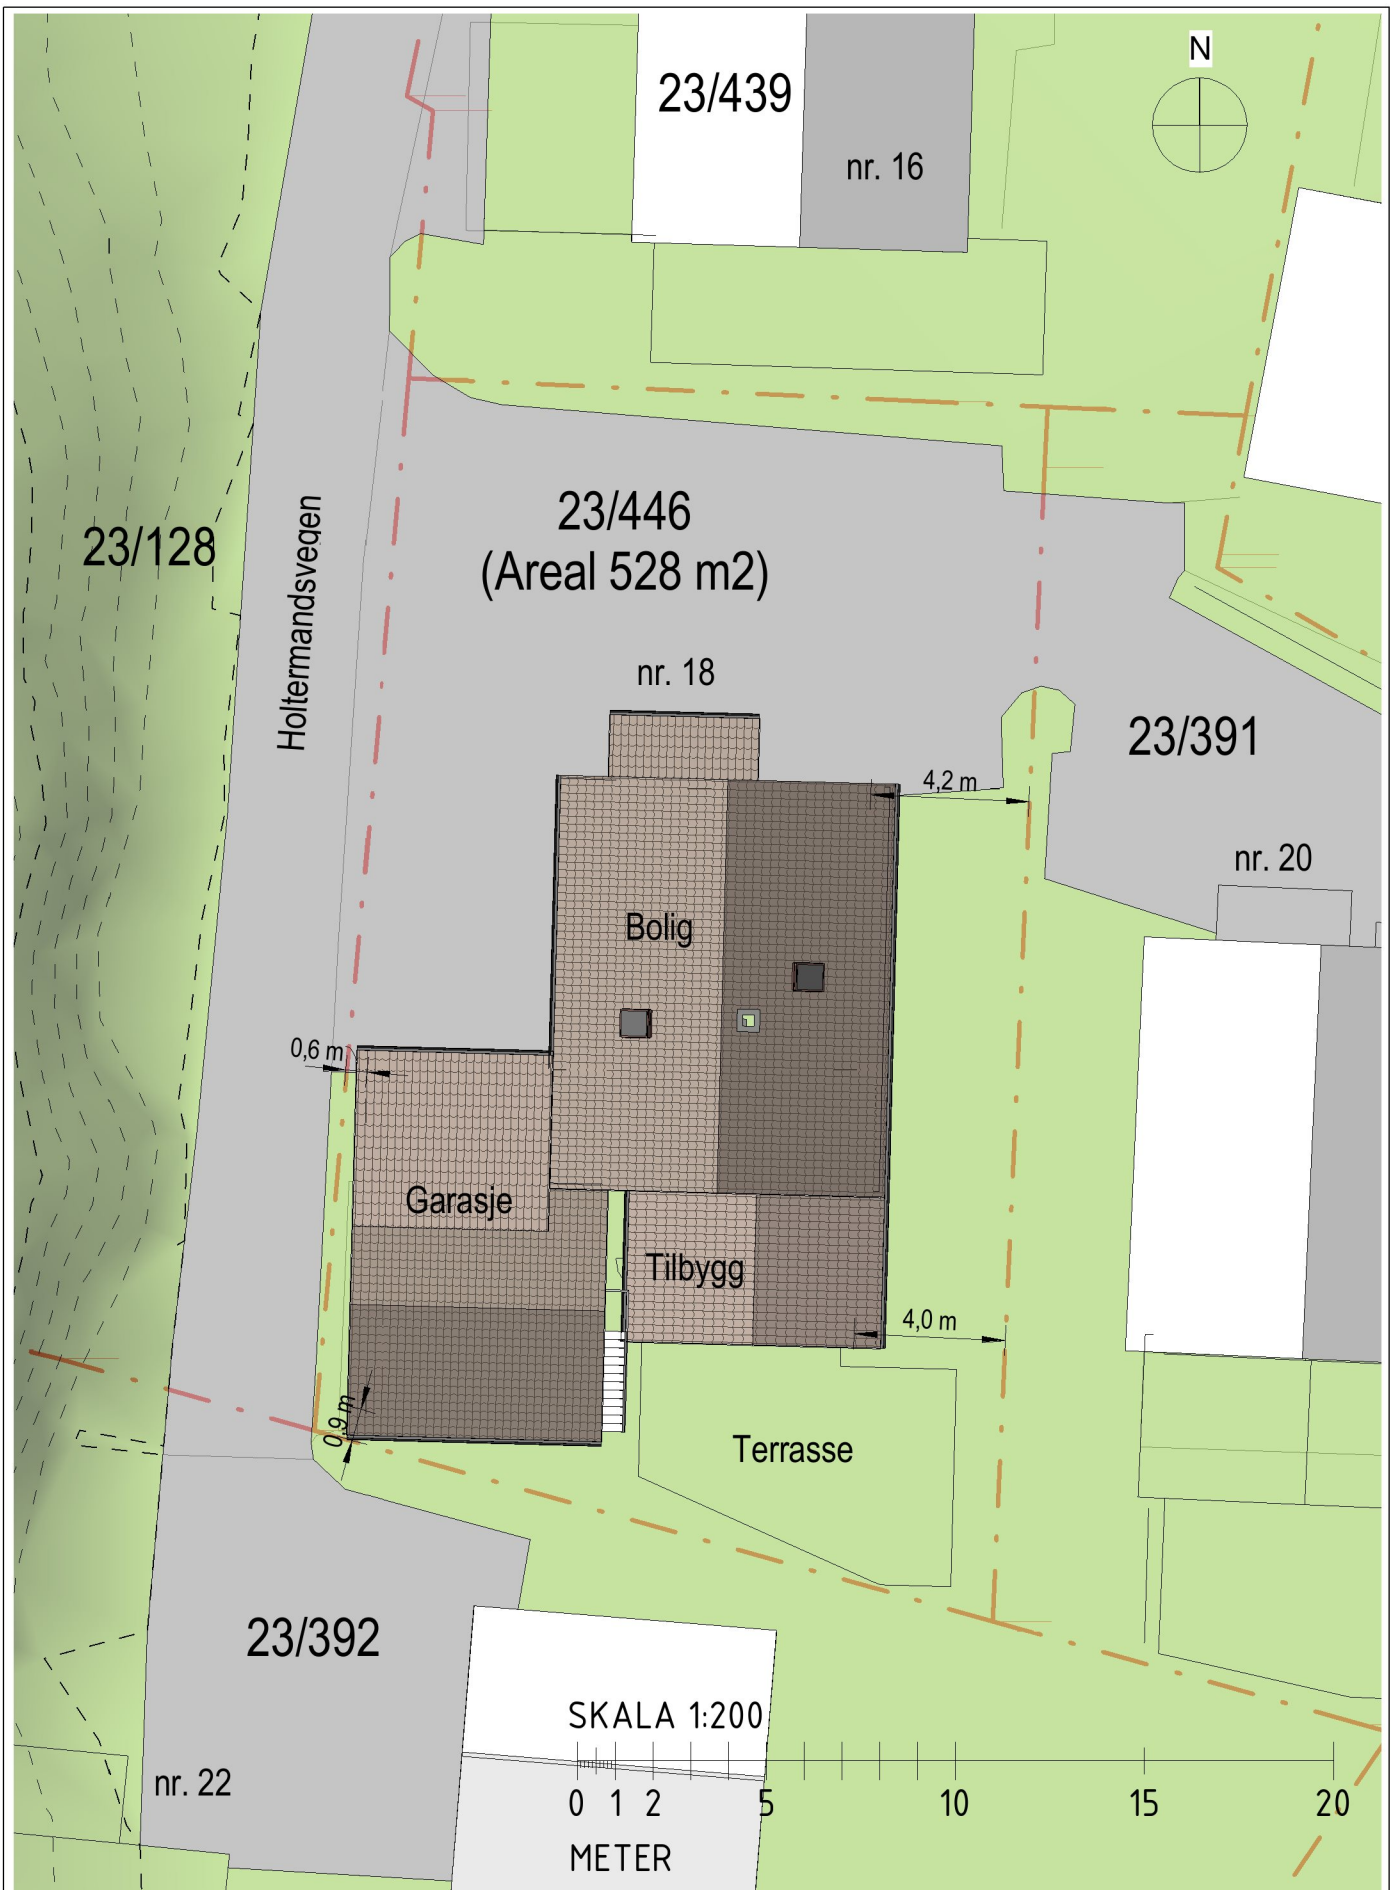 N
23/439
nr. 16
23/128
Holtermandsvegen
23/446
(Areal 528 m2)
nr. 18
23/391
4,2 m
nr. 20
Bolig
0,6 m
Garasje
Tilbygg
4,0 m
0,9 m
Terrasse
23/392
SKALA 1:200
nr. 22
0 1 2 5 10 15 20
METER